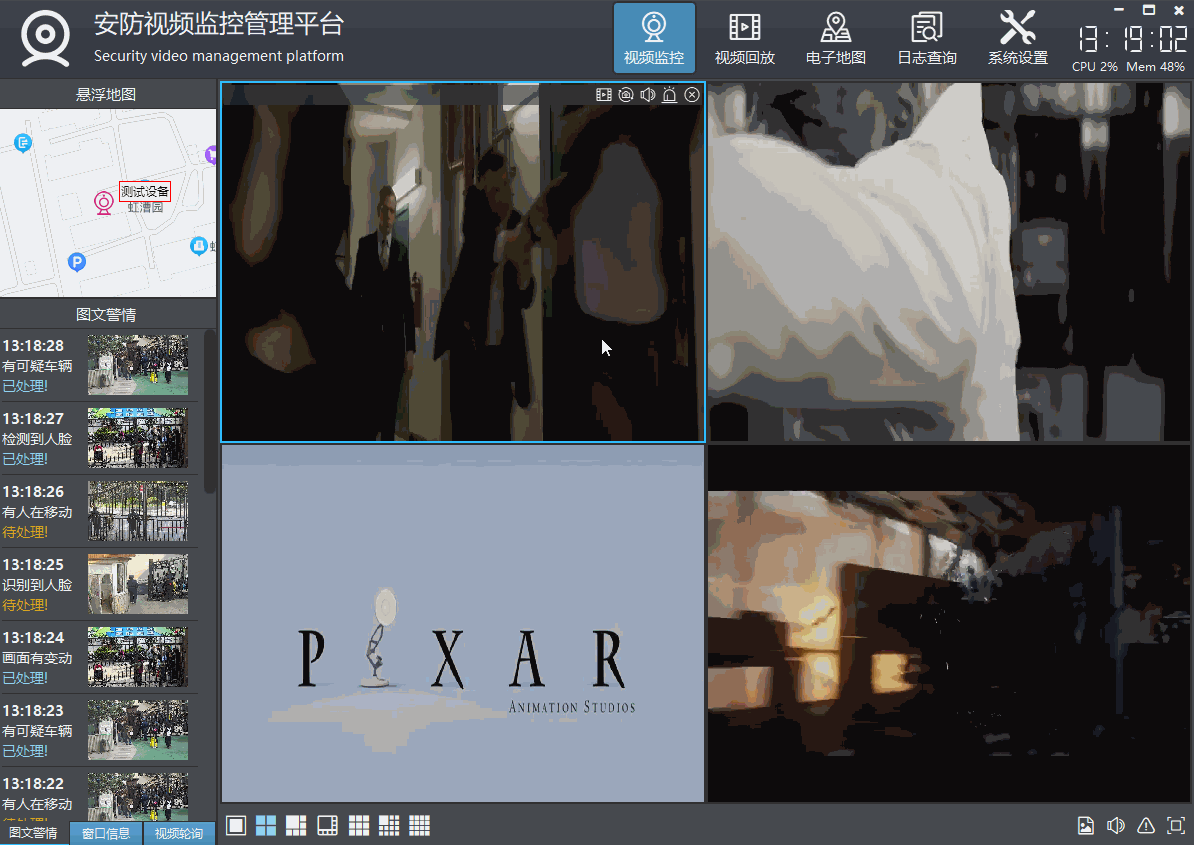 安防视频监控管理平台
Security video management platform
视频监控
视频回放
电子地图
日志查询
系统设置
13:19:02
CPU 2% Mem 48%
悬浮地图
测试设备
虹漕园
P
图文警情
13:18:28
有可疑车辆
已处理!
13:18:27
检测到人脸
已处理!
13:18:26
有人在移动
待处理!
13:18:25
识别到人脸
待处理!
13:18:24
画面有变动
已处理!
13:18:23
有可疑车辆
已处理!
13:18:22
有人在移动
待处理!
图文警情
窗口信息
视频轮询
PIXAR
ANIMATION STUDIOS